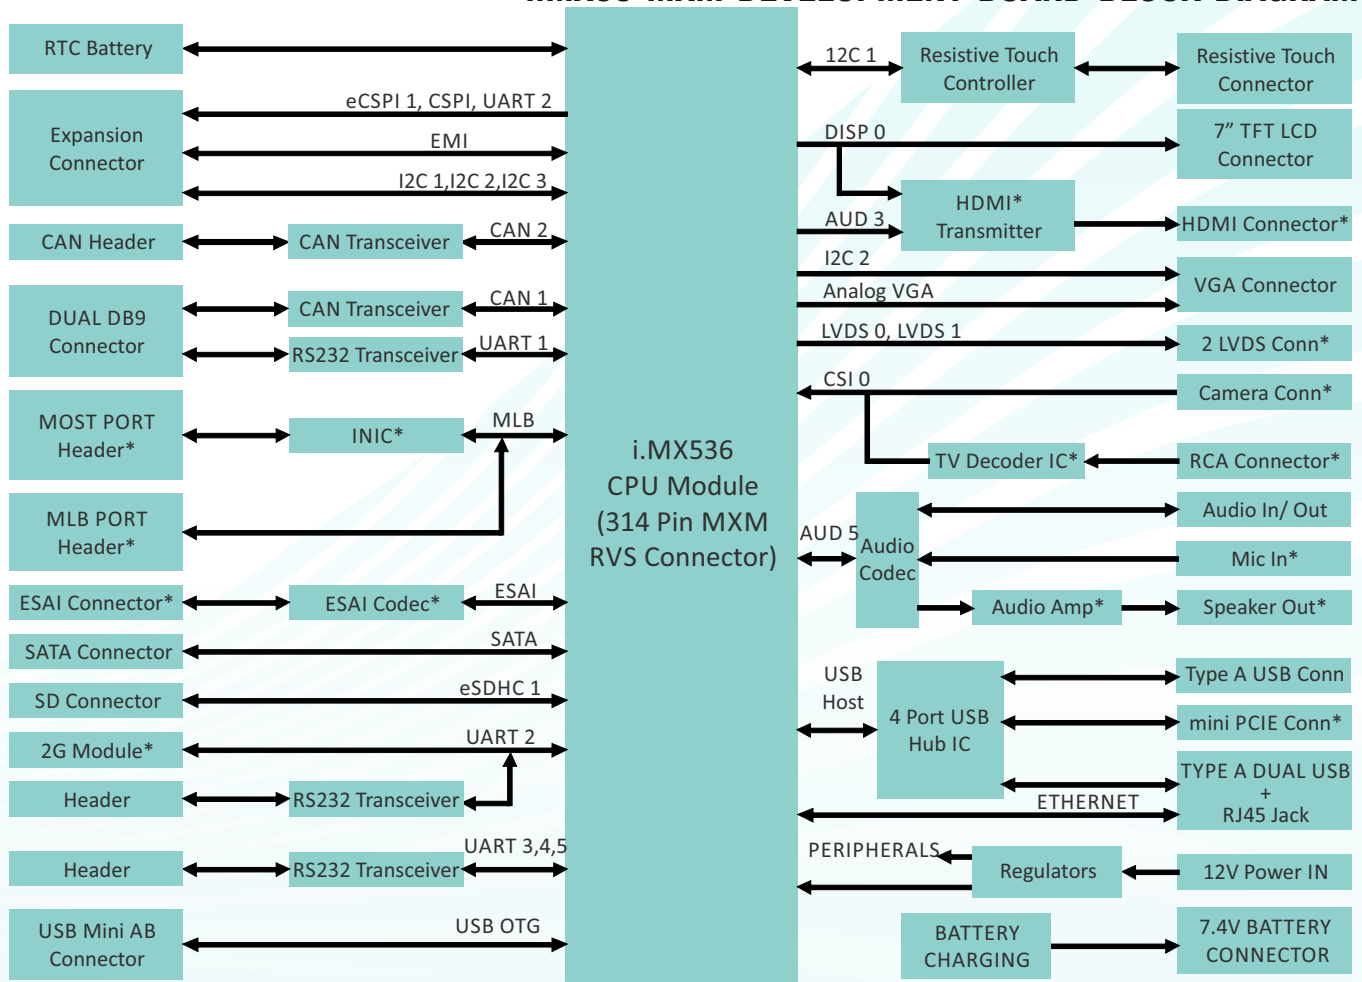 RTC Battery
Expansion
Connector
eCSPI 1, CSPI, UART 2
EMI
I2C 1,I2C 2,I2C 3
CAN Header
CAN Transceiver
CAN 2
DUAL DB9
Connector
CAN Transceiver
CAN 1
RS232 Transceiver
UART 1
MOST PORT
Header*
INIC*
MLB
MLB PORT
Header*
ESAI Connector*
ESAI Codec*
ESAI
SATA Connector
SATA
SD Connector
eSDHC 1
2G Module*
UART 2
Header
RS232 Transceiver
Header
RS232 Transceiver
UART 3,4,5
USB Mini AB
Connector
USB OTG
i.MX536
CPU Module
(314 Pin MXM
RVS Connector)
12C 1
Resistive Touch
Controller
Resistive Touch
Connector
DISP 0
7” TFT LCD
Connector
AUD 3
HDMI*
Transmitter
HDMI Connector*
I2C 2
Analog VGA
VGA Connector
LVDS 0, LVDS 1
2 LVDS Conn*
CSI 0
Camera Conn*
TV Decoder IC*
RCA Connector*
AUD 5
Audio
Codec
Audio In/ Out
Mic In*
Audio Amp*
Speaker Out*
USB
Host
4 Port USB
Hub IC
Type A USB Conn
mini PCIE Conn*
TYPE A DUAL USB
+
RJ45 Jack
ETHERNET
PERIPHERALS
Regulators
12V Power IN
BATTERY
CHARGING
7.4V BATTERY
CONNECTOR